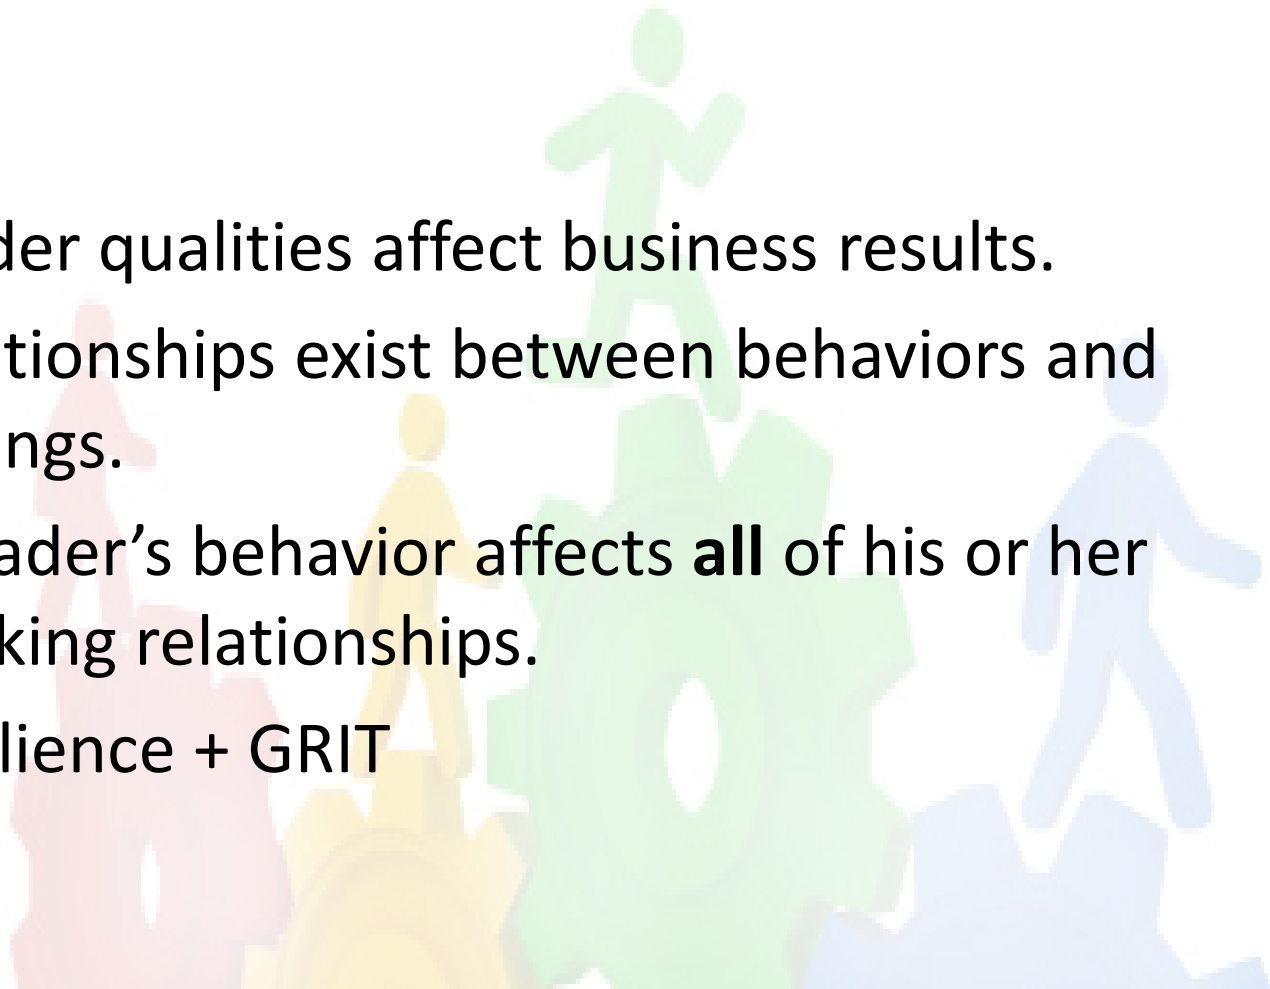 der qualities affect business results.
tionships exist between behaviors and
ngs.
ader’s behavior affects all of his or her
king relationships.
lience + GRIT